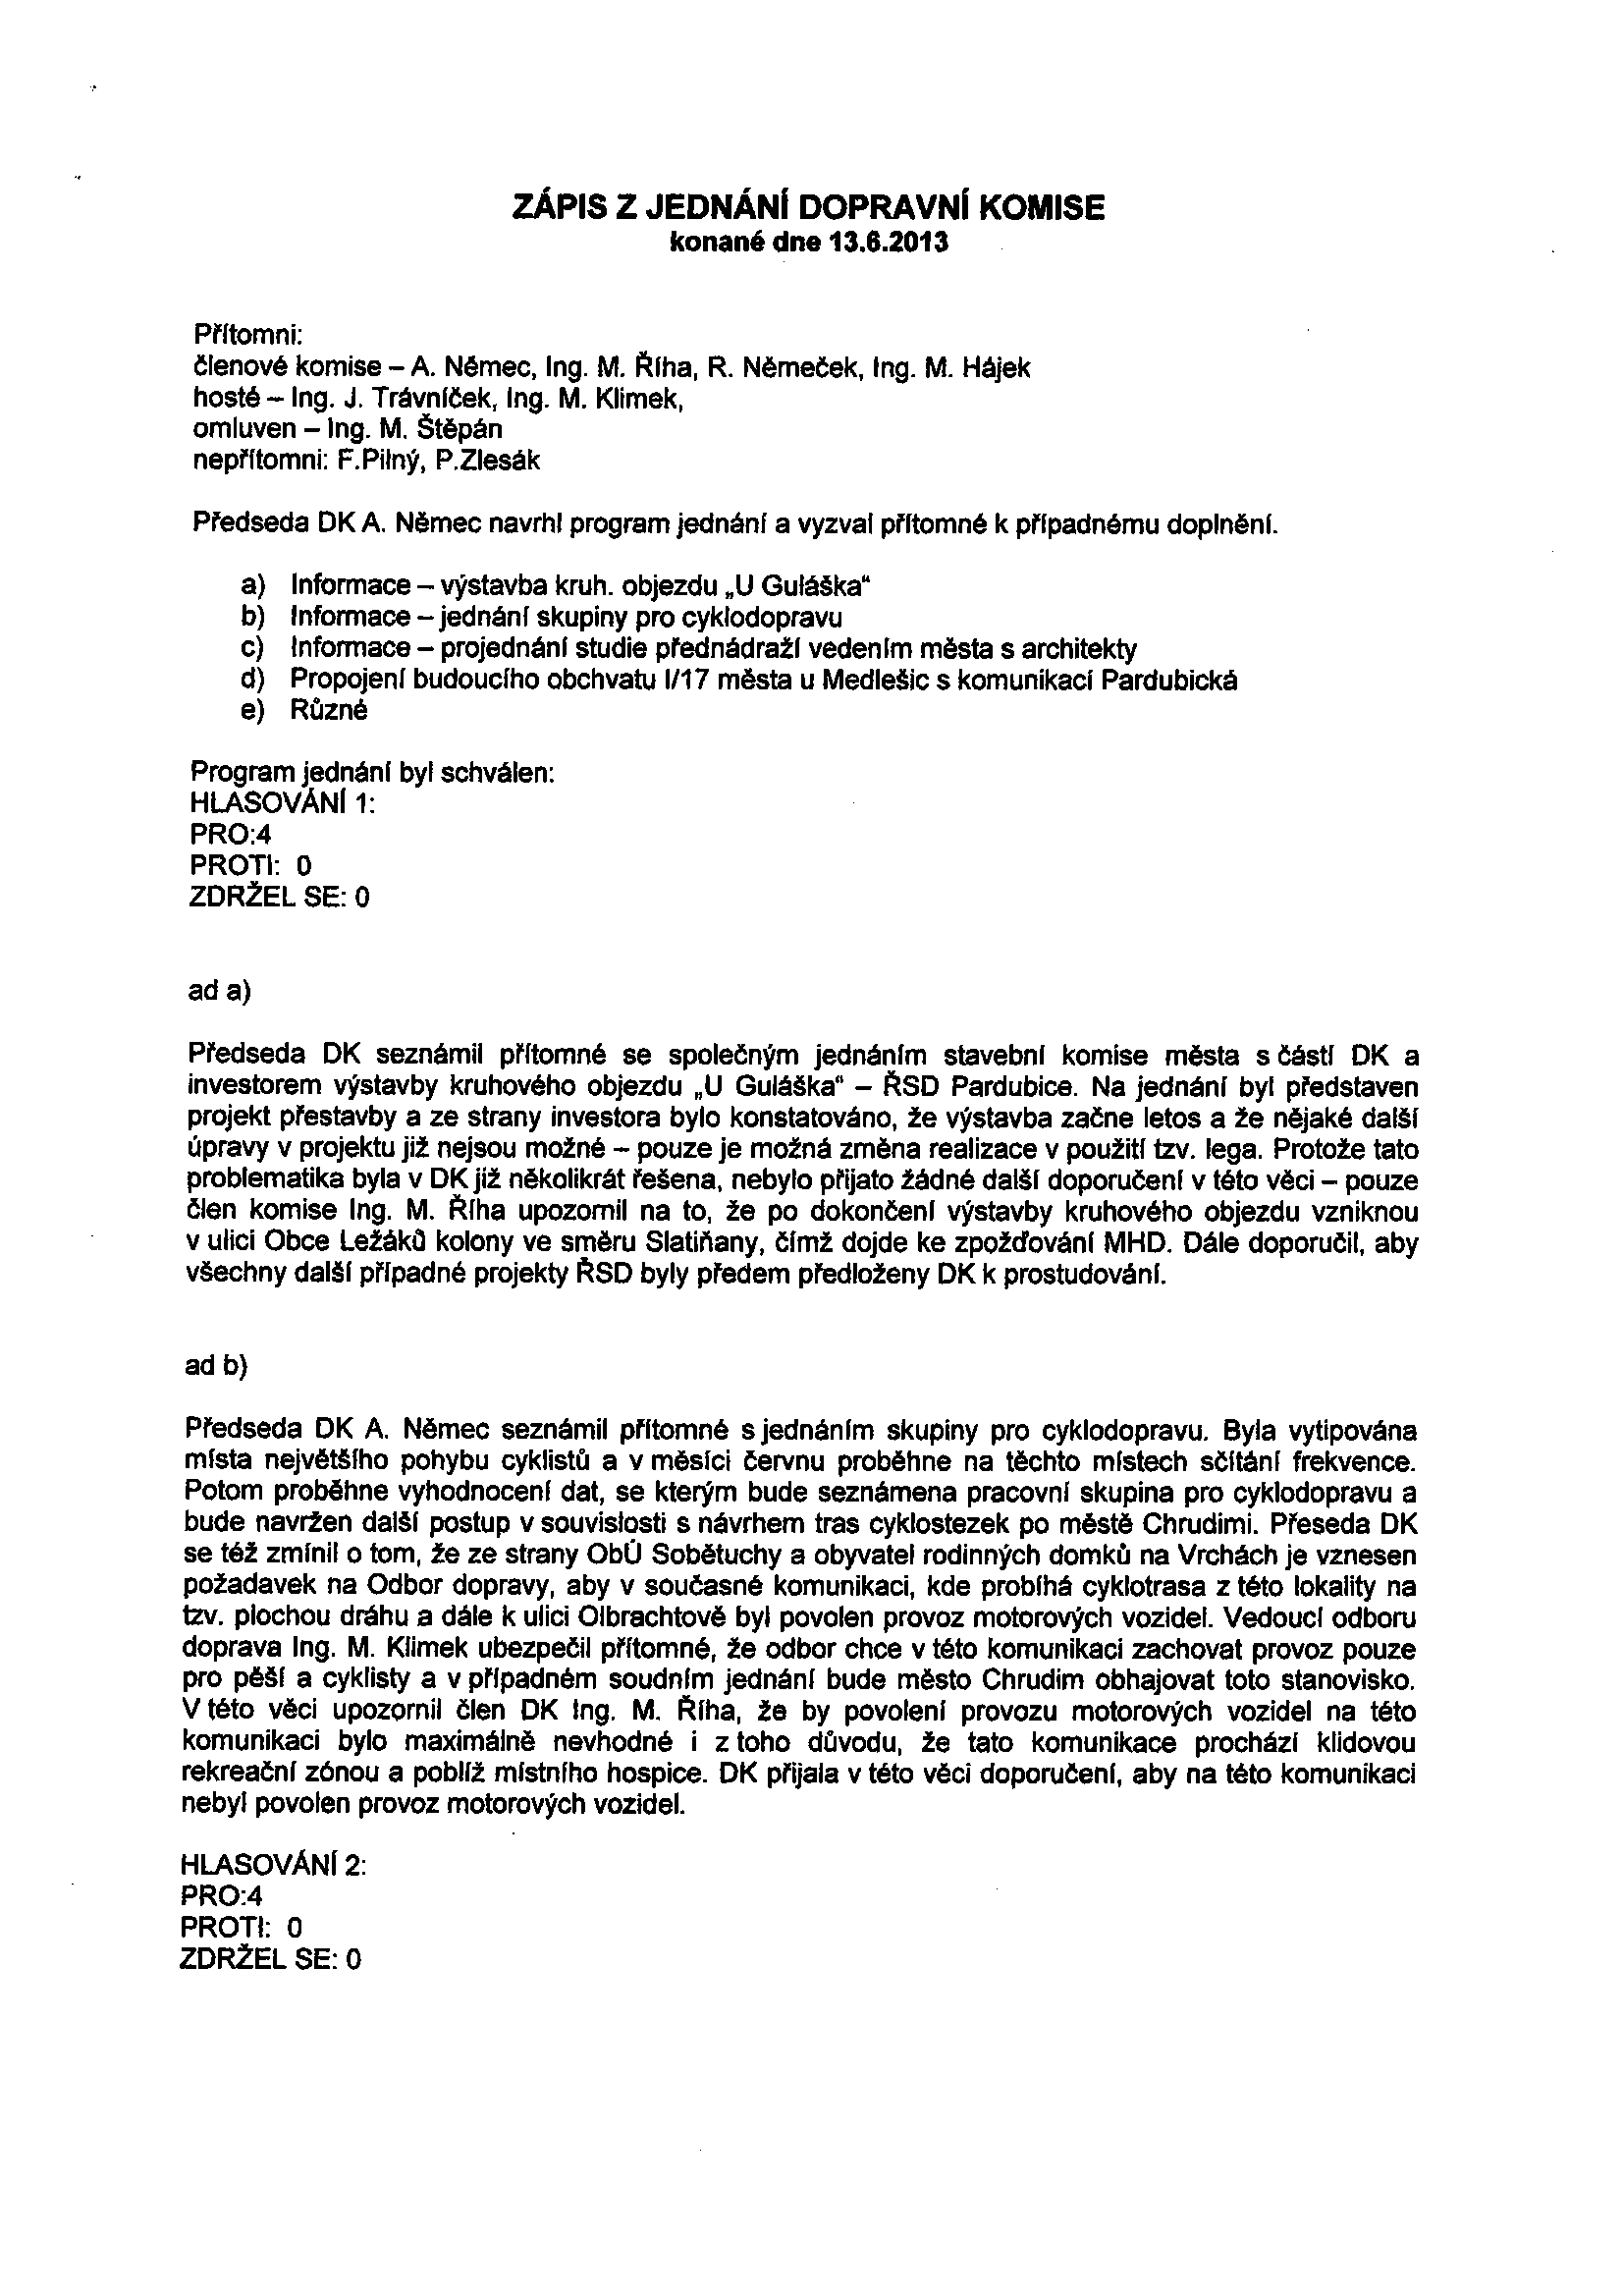 ZÁPIS Z JEDNÁNÍ DOPRAVNÍ KOMISE
konané dne 13.6.2013
Přítomni:
členové komise – A. Němec, Ing. M. Říha, R. Němeček, Ing. M. Hájek
hosté – Ing. J. Trávníček, Ing. M. Klimek,
omluven – Ing. M. Štěpán
nepřítomni: F.Pilný, P.Zlesák
Předseda DK A. Němec navrhl program jednání a vyzval přítomné k případnému doplnění.
a) Informace – výstavba kruh. objezdu „U Guláška“
b) Informace – jednání skupiny pro cyklodopravu
c) Informace – projednání studie přednádraží vedením města s architekty
d) Propojení budoucího obchvatu I/17 města u Medlešic s komunikací Pardubická
e) Různé
Program jednání byl schválen:
HLASOVÁNÍ 1:
PRO:4
PROTI: 0
ZDRŽEL SE: 0
ad a)
Předseda DK seznámil přítomné se společným jednáním stavební komise města s částí DK a
investorem výstavby kruhového objezdu „U Guláška“ – ŘSD Pardubice. Na jednání byl představen
projekt přestavby a ze strany investora bylo konstatováno, že výstavba začne letos a že nějaké další
úpravy v projektu již nejsou možné – pouze je možná změna realizace v použití tzv. lega. Protože tato
problematika byla v DK již několikrát řešena, nebylo přijato žádné další doporučení v této věci – pouze
člen komise Ing. M. Říha upozornil na to, že po dokončení výstavby kruhového objezdu vzniknou
v ulici Obce Ležáků kolony ve směru Slatiňany, čímž dojde ke zpožďování MHD. Dále doporučil, aby
všechny další případné projekty ŘSD byly předem předloženy DK k prostudování.
ad b)
Předseda DK A. Němec seznámil přítomné s jednáním skupiny pro cyklodopravu. Byla vytipována
místa největšího pohybu cyklistů a v měsíci červnu proběhne na těchto místech sčítání frekvence.
Potom proběhne vyhodnocení dat, se kterým bude seznámena pracovní skupina pro cyklodopravu a
bude navržen další postup v souvislosti s návrhem tras cyklostezek po městě Chrudimi. Přeseda DK
se též zmínil o tom, že ze strany ObÚ Sobětuchy a obyvatel rodinných domků na Vrchách je vznesen
požadavek na Odbor dopravy, aby v současné komunikaci, kde probíhá cyklotrasa z této lokality na
tzv. plochou dráhu a dále k ulici Olbrachtově byl povolen provoz motorových vozidel. Vedoucí odboru
doprava Ing. M. Klimek ubezpečil přítomné, že odbor chce v této komunikaci zachovat provoz pouze
pro pěší a cyklisty a v případném soudním jednání bude město Chrudim obhajovat toto stanovisko.
V této věci upozornil člen DK Ing. M. Říha, že by povolení provozu motorových vozidel na této
komunikaci bylo maximálně nevhodné i z toho důvodu, že tato komunikace prochází klidovou
rekreační zónou a poblíž místního hospice. DK přijala v této věci doporučení, aby na této komunikaci
nebyl povolen provoz motorových vozidel.
HLASOVÁNÍ 2:
PRO:4
PROTI: 0
ZDRŽEL SE: 0